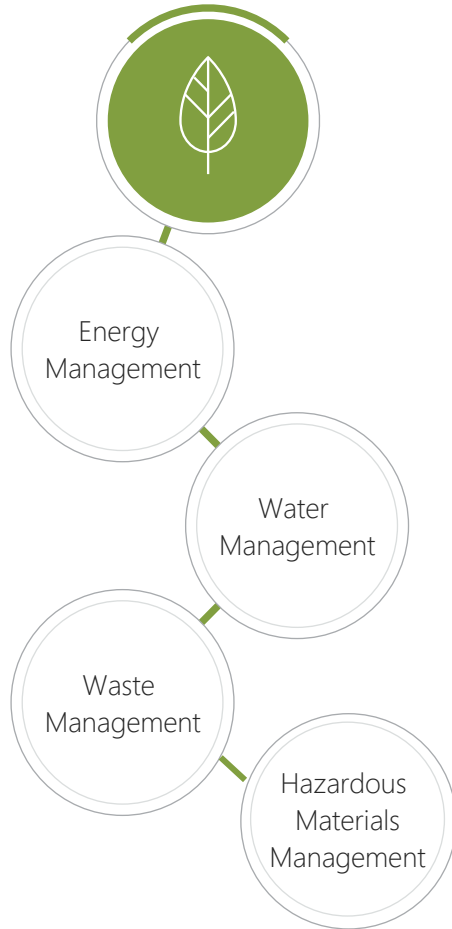 Energy
Management
Water
Management
Waste
Management
Hazardous
Materials
Management